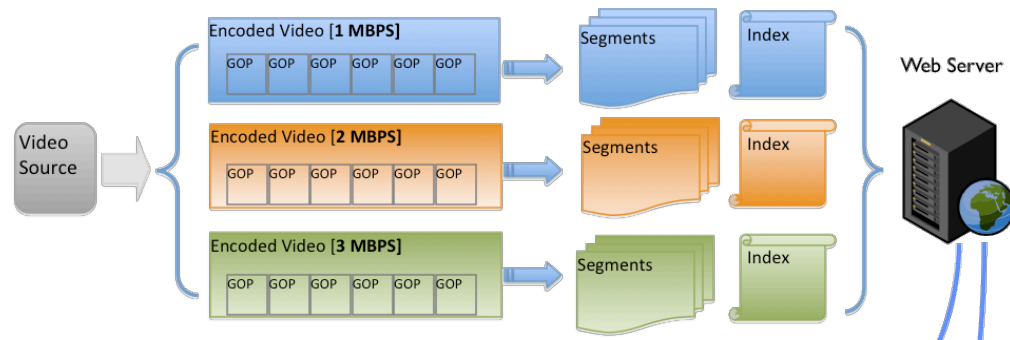 Video
Source
Encoded Video [1 MBPS]
GOP GOP GOP GOP GOP GOP
Segments
Index
Encoded Video [2 MBPS]
GOP GOP GOP GOP GOP GOP
Segments
Index
Encoded Video [3 MBPS]
GOP GOP GOP GOP GOP GOP
Segments
Index
Web Server